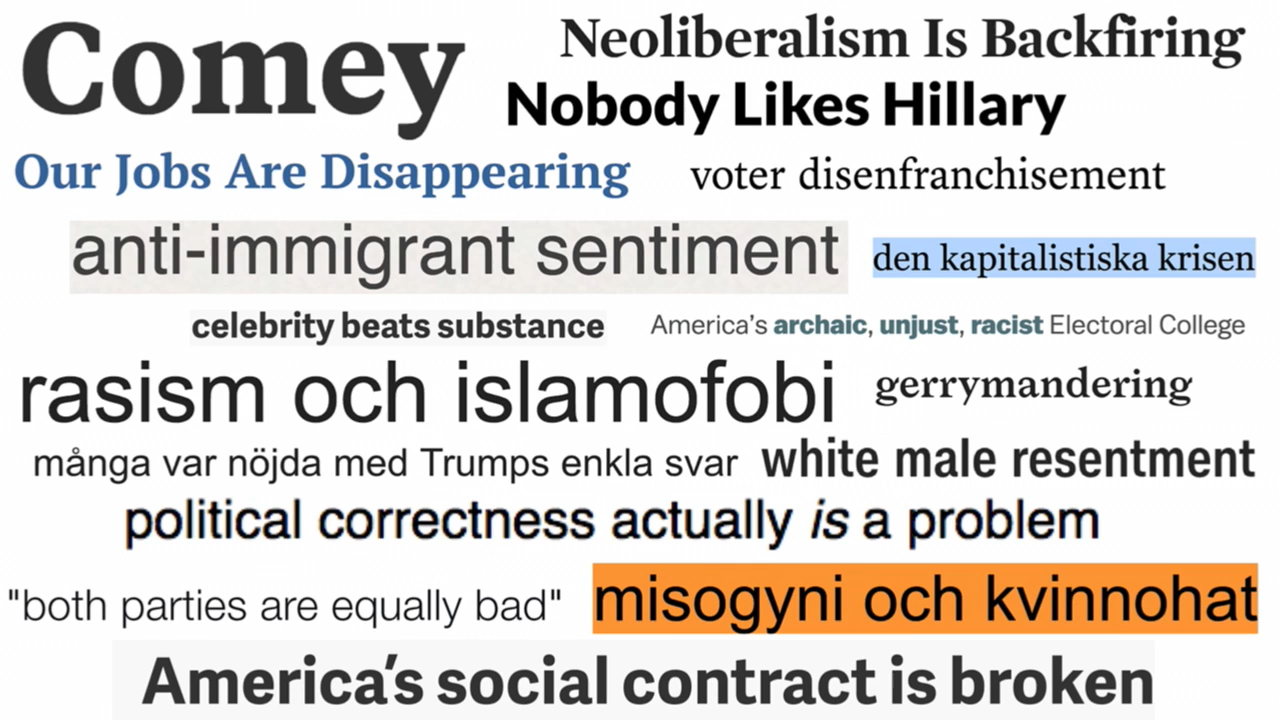 Comey
Neoliberalism Is Backfiring
Nobody Likes Hillary
Our Jobs Are Disappearing
voter disenfranchisement
anti-immigrant sentiment
den kapitalistiska krisen
celebrity beats substance
America's archaic, unjust, racist Electoral College
rasism och islamofobi
gerrymandering
många var nöjda med Trumps enkla svar
white male resentment
political correctness actually is a problem
"both parties are equally bad"
misogyni och kvinnohat
America's social contract is broken